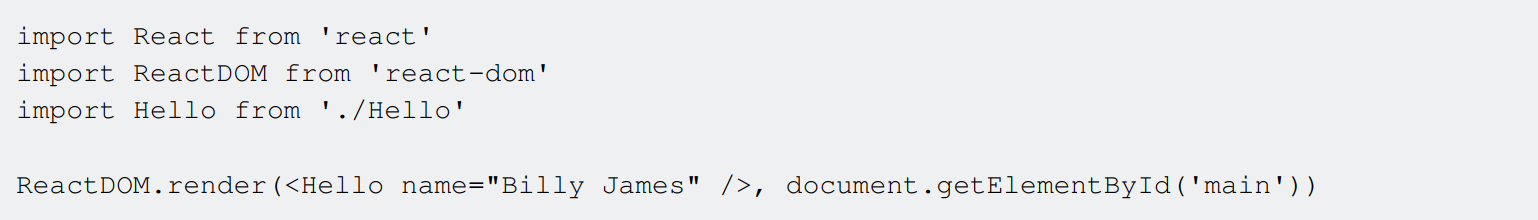 import React from 'react'
import ReactDOM from 'react-dom'
import Hello from './Hello'
ReactDOM.render(<Hello name="Billy James" />, document.getElementById('main'))